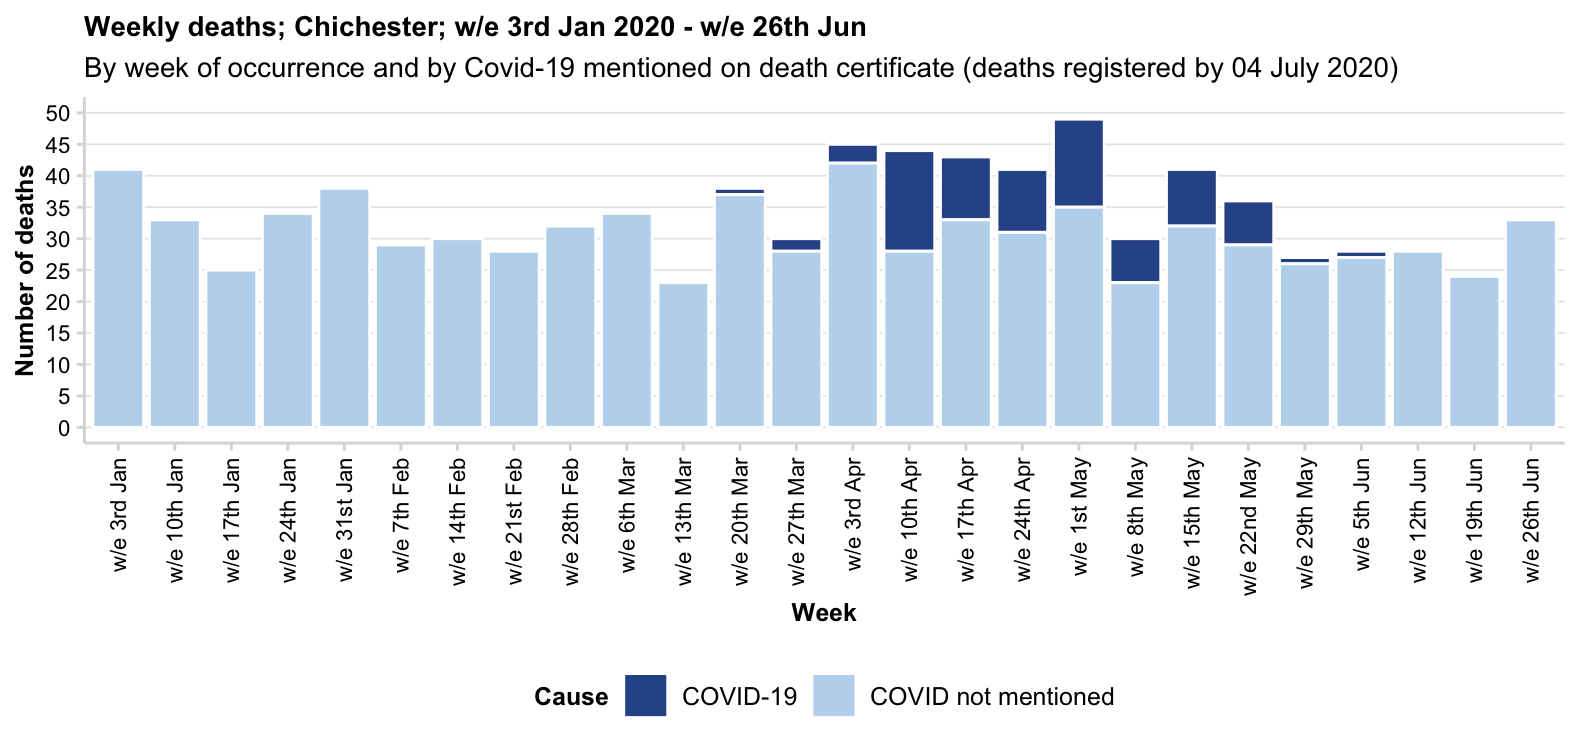 Weekly deaths; Chichester; w/e 3rd Jan 2020 - w/e 26th Jun
By week of occurrence and by Covid-19 mentioned on death certificate (deaths registered by 04 July 2020)
Number of deaths
50
45
40
35
30
25
20
15
10
5
0
w/e 3rd Jan
w/e 10th Jan
w/e 17th Jan
w/e 24th Jan
w/e 31st Jan
w/e 7th Feb
w/e 14th Feb
w/e 21st Feb
w/e 28th Feb
w/e 6th Mar
w/e 13th Mar
w/e 20th Mar
w/e 27th Mar
w/e 3rd Apr
w/e 10th Apr
w/e 17th Apr
w/e 24th Apr
w/e 1st May
w/e 8th May
w/e 15th May
w/e 22nd May
w/e 29th May
w/e 5th Jun
w/e 12th Jun
w/e 19th Jun
w/e 26th Jun
Week
Cause COVID-19 COVID not mentioned